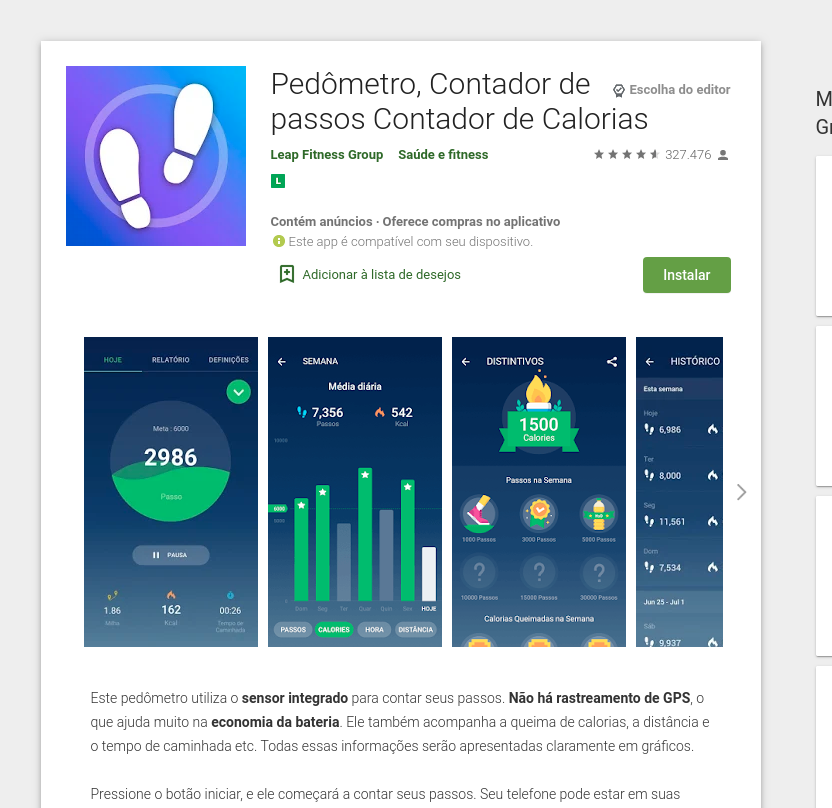 Pedômetro, Contador de
passos Contador de Calorias
Escolha do editor
Leap Fitness Group Saúde e fitness
327.476
L
Contém anúncios · Oferece compras no aplicativo
Este app é compatível com seu dispositivo.
Adicionar à lista de desejos
Instalar
M
Gr
HOJE RELATÓRIO DEFINIÇÕES
Meta : 6000
2986
Passo
PAUSA
1.86 162 00:26
Milha Kcal Tempo de
Caminhada
SEMANA
Média diária
7,356 542
Passos Kcal
6000
Dom Seg Ter Quar Qun Sex HOJE
PASSOS CALORIES HORA DISTÂNCIA
DISTINTIVOS
1500
Calories
Passos na Semana
1000 Passos 3000 Passos 5000 Passos
? ? ?
10000 Passos 15000 Passos 30000 Passos
Calorias Queimadas na Semana
HISTÓRICO
Esta semana
Hoje
6,986
Ter
8,000
Seg
11,561
Dom
7,534
Jun 25 - Jul 1
Sáb
9,937
Este pedômetro utiliza o sensor integrado para contar seus passos. Não há rastreamento de GPS, o
que ajuda muito na economia da bateria. Ele também acompanha a queima de calorias, a distância e
o tempo de caminhada etc. Todas essas informações serão apresentadas claramente em gráficos.
Pressione o botão iniciar, e ele começará a contar seus passos. Seu telefone pode estar em suas